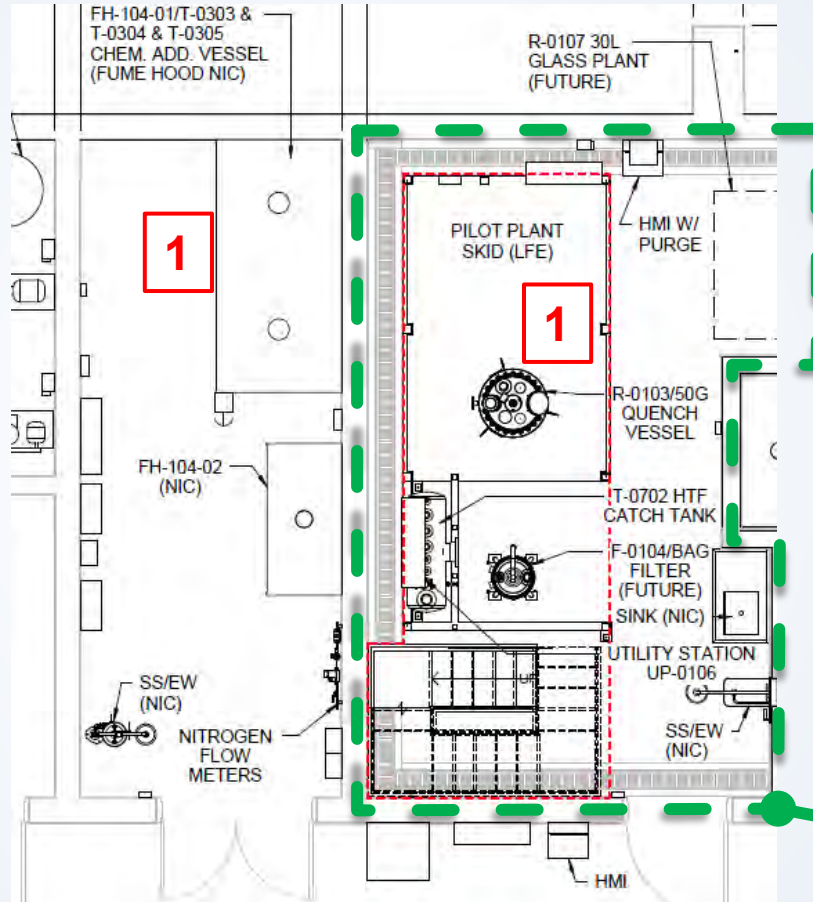 FH-104-01/T-0303 &
T-0304 & T-0305
CHEM. ADD. VESSEL
(FUME HOOD NIC)
R-0107 30L
GLASS PLANT
(FUTURE)
1
PILOT PLANT
SKID (LFE)
HMI W/
PURGE
1
R-0103/50G
QUENCH
VESSEL
FH-104-02
(NIC)
T-0702 HTF
CATCH TANK
F-0104/BAG
FILTER
(FUTURE)
SINK (NIC)
UTILITY STATION
UP-0106
UP
SS/EW
(NIC)
NITROGEN
FLOW
METERS
SS/EW
(NIC)
HMI